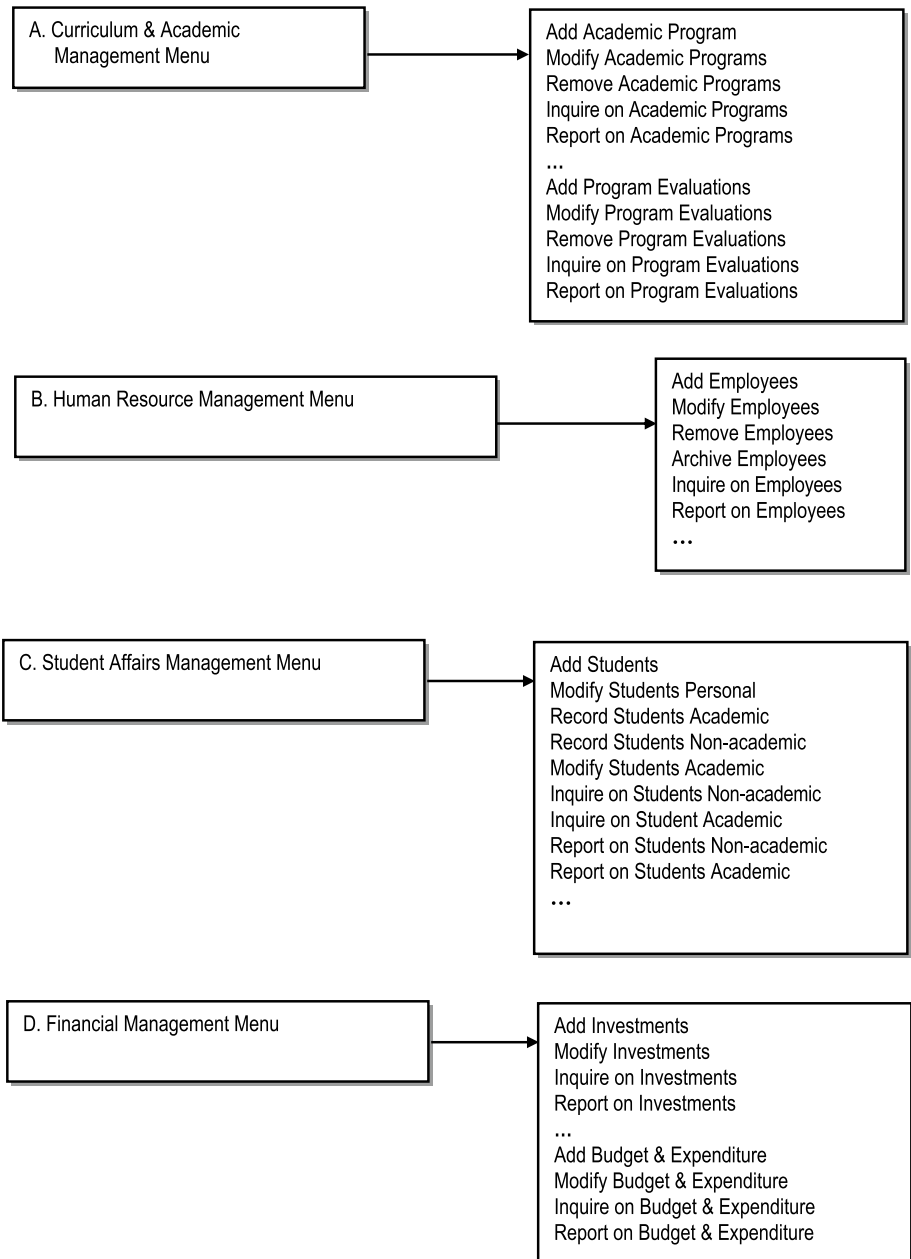 A. Curriculum & Academic
Management Menu
Add Academic Program
Modify Academic Programs
Remove Academic Programs
Inquire on Academic Programs
Report on Academic Programs
...
Add Program Evaluations
Modify Program Evaluations
Remove Program Evaluations
Inquire on Program Evaluations
Report on Program Evaluations
B. Human Resource Management Menu
Add Employees
Modify Employees
Remove Employees
Archive Employees
Inquire on Employees
Report on Employees
...
C. Student Affairs Management Menu
Add Students
Modify Students Personal
Record Students Academic
Record Students Non-academic
Modify Students Academic
Inquire on Students Non-academic
Inquire on Student Academic
Report on Students Non-academic
Report on Students Academic
...
D. Financial Management Menu
Add Investments
Modify Investments
Inquire on Investments
Report on Investments
...
Add Budget & Expenditure
Modify Budget & Expenditure
Inquire on Budget & Expenditure
Report on Budget & Expenditure